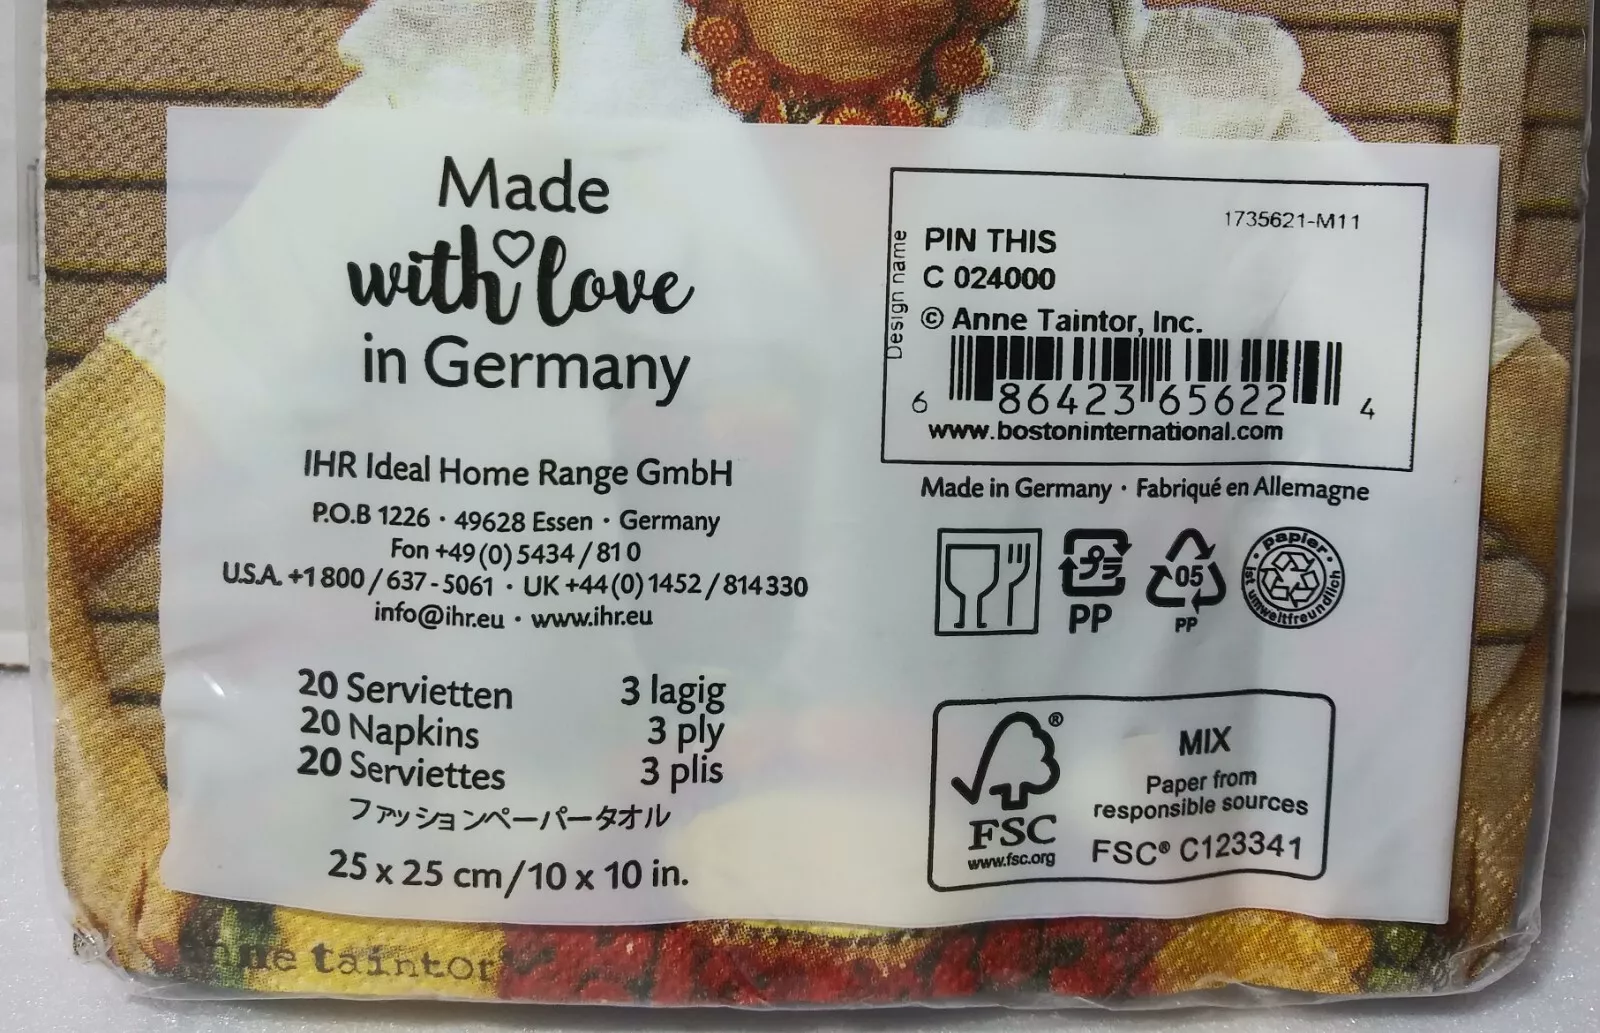 Made
with love
in Germany
IHR Ideal Home Range GmbH
P.O.B 1226 · 49628 Essen · Germany
Fon +49 (0) 5434 / 81 0
U.S.A. +1 800 / 637 - 5061 · UK +44 (0) 1452 / 814 330
info@ihr.eu · www.ihr.eu
20 Servietten 3 lagig
20 Napkins 3 ply
20 Serviettes 3 plis
ファッションペーパータオル
25 x 25 cm/10 x 10 in.
Design name
1735621-M11
PIN THIS
C 024000
© Anne Taintor, Inc.
6 86423 65622 4
www.bostoninternational.com
Made in Germany · Fabriqué en Allemagne
プラ
PP
05
PP
· papier · ist umweltfreundlich
FSC®
www.fsc.org
MIX
Paper from
responsible sources
FSC® C123341
taintor